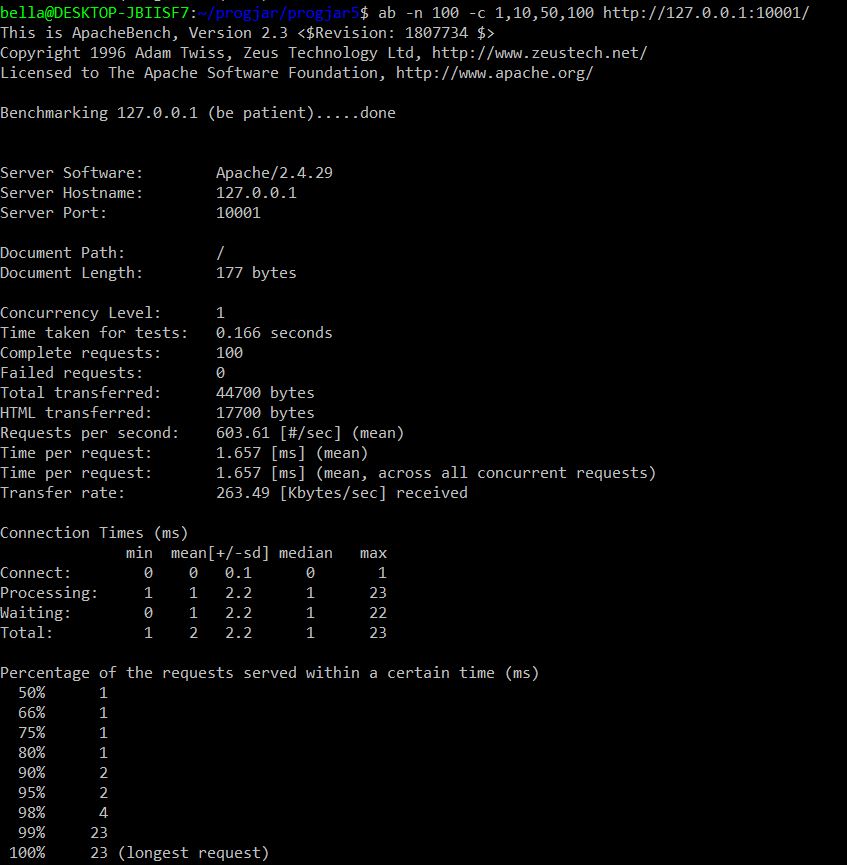 bella@DESKTOP-JBIISF7:~/progjar/progjar5$ ab -n 100 -c 1,10,50,100 http://127.0.0.1:10001/
This is ApacheBench, Version 2.3 <$Revision: 1807734 $>
Copyright 1996 Adam Twiss, Zeus Technology Ltd, http://www.zeustech.net/
Licensed to The Apache Software Foundation, http://www.apache.org/

Benchmarking 127.0.0.1 (be patient).....done


Server Software:        Apache/2.4.29
Server Hostname:        127.0.0.1
Server Port:            10001

Document Path:          /
Document Length:        177 bytes

Concurrency Level:      1
Time taken for tests:   0.166 seconds
Complete requests:      100
Failed requests:        0
Total transferred:      44700 bytes
HTML transferred:       17700 bytes
Requests per second:    603.61 [#/sec] (mean)
Time per request:       1.657 [ms] (mean)
Time per request:       1.657 [ms] (mean, across all concurrent requests)
Transfer rate:          263.49 [Kbytes/sec] received

Connection Times (ms)
              min  mean[+/-sd] median   max
Connect:        0    0   0.1      0       1
Processing:     1    1   2.2      1      23
Waiting:        0    1   2.2      1      22
Total:          1    2   2.2      1      23

Percentage of the requests served within a certain time (ms)
  50%      1
  66%      1
  75%      1
  80%      1
  90%      2
  95%      2
  98%      4
  99%     23
 100%     23 (longest request)